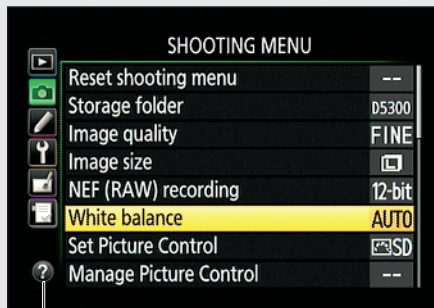 SHOOTING MENU
Reset shooting menu --
Storage folder D5300
Image quality FINE
Image size L
NEF (RAW) recording 12-bit
White balance AUTO
Set Picture Control SD
Manage Picture Control --
?